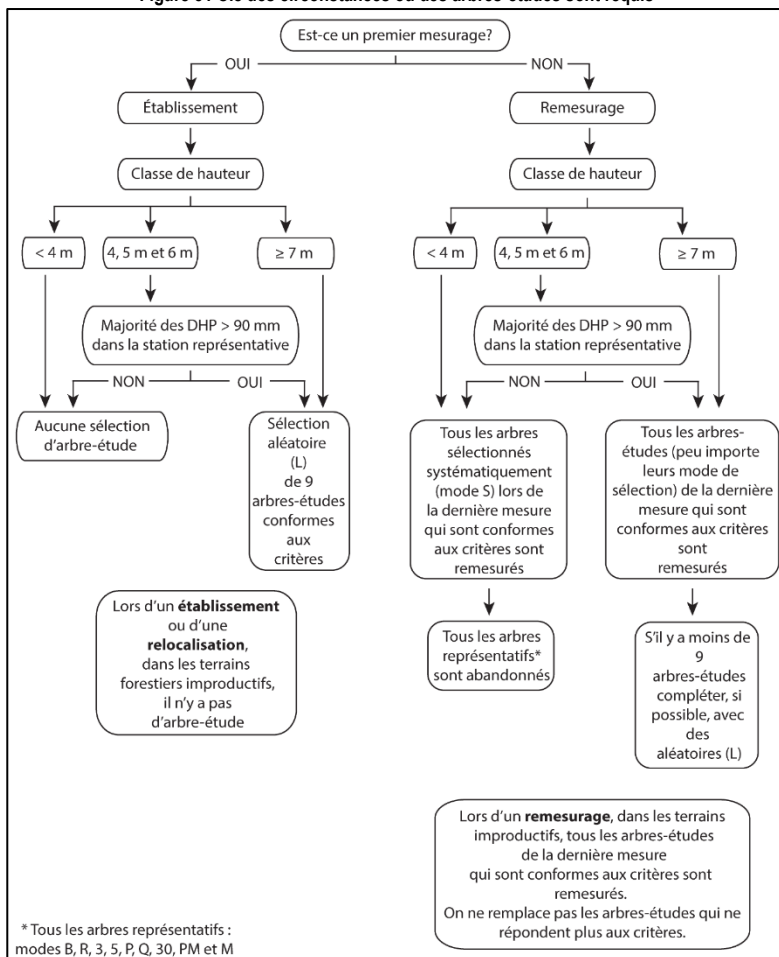 Figure Clé des circonstances où des arbres-études sont requis
Est-ce un premier mesurage?
OUI
NON
Établissement
Classe de hauteur
< 4 m
4, 5 m et 6 m
≥ 7 m
Majorité des DHP > 90 mm
dans la station représentative
NON
OUI
Aucune sélection
d'arbre-étude
Sélection
aléatoire
(L)
de 9
arbres-études
conformes
aux
critères
Lors d'un établissement
ou d'une
relocalisation,
dans les terrains
forestiers improductifs,
il n'y a pas
d'arbre-étude
Remesurage
Classe de hauteur
< 4 m
4, 5 m et 6 m
≥ 7 m
Majorité des DHP > 90 mm
dans la station représentative
NON
OUI
Tous les arbres
sélectionnés
systématiquement
(mode S) lors de
la dernière mesure
qui sont conformes
aux critères sont
remesurés
Tous les arbres
représentatifs*
sont abandonnés
Tous les arbres-
études (peu importe
leurs mode de
sélection) de la dernière
mesure qui sont
conformes aux critères
sont
remesurés
S'il y a moins de
9
arbres-études
compléter, si
possible, avec
des
aléatoires (L)
Lors d'un remesurage, dans les terrains
improductifs, tous les arbres-études
de la dernière mesure
qui sont conformes aux critères sont
remesurés.
On ne remplace pas les arbres-études qui ne
répondent plus aux critères.
* Tous les arbres représentatifs :
modes B, R, 3, 5, P, Q, 30, PM et M